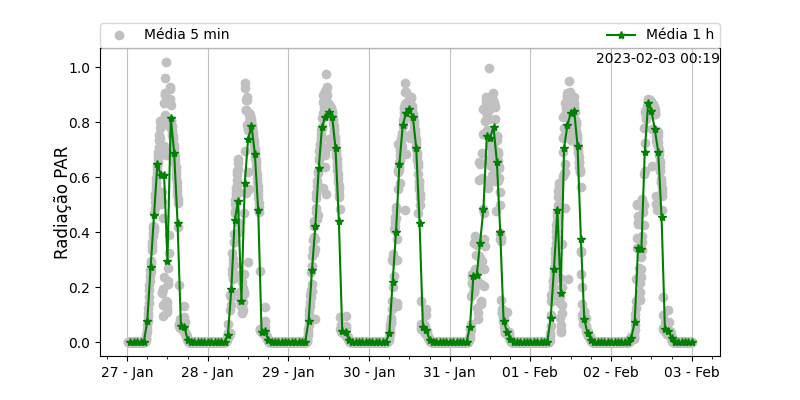 Média 5 min
Média 1 h
2023-02-03 00:19
Radiação PAR
1.0
0.8
0.6
0.4
0.2
0.0
27 - Jan
28 - Jan
29 - Jan
30 - Jan
31 - Jan
01 - Feb
02 - Feb
03 - Feb